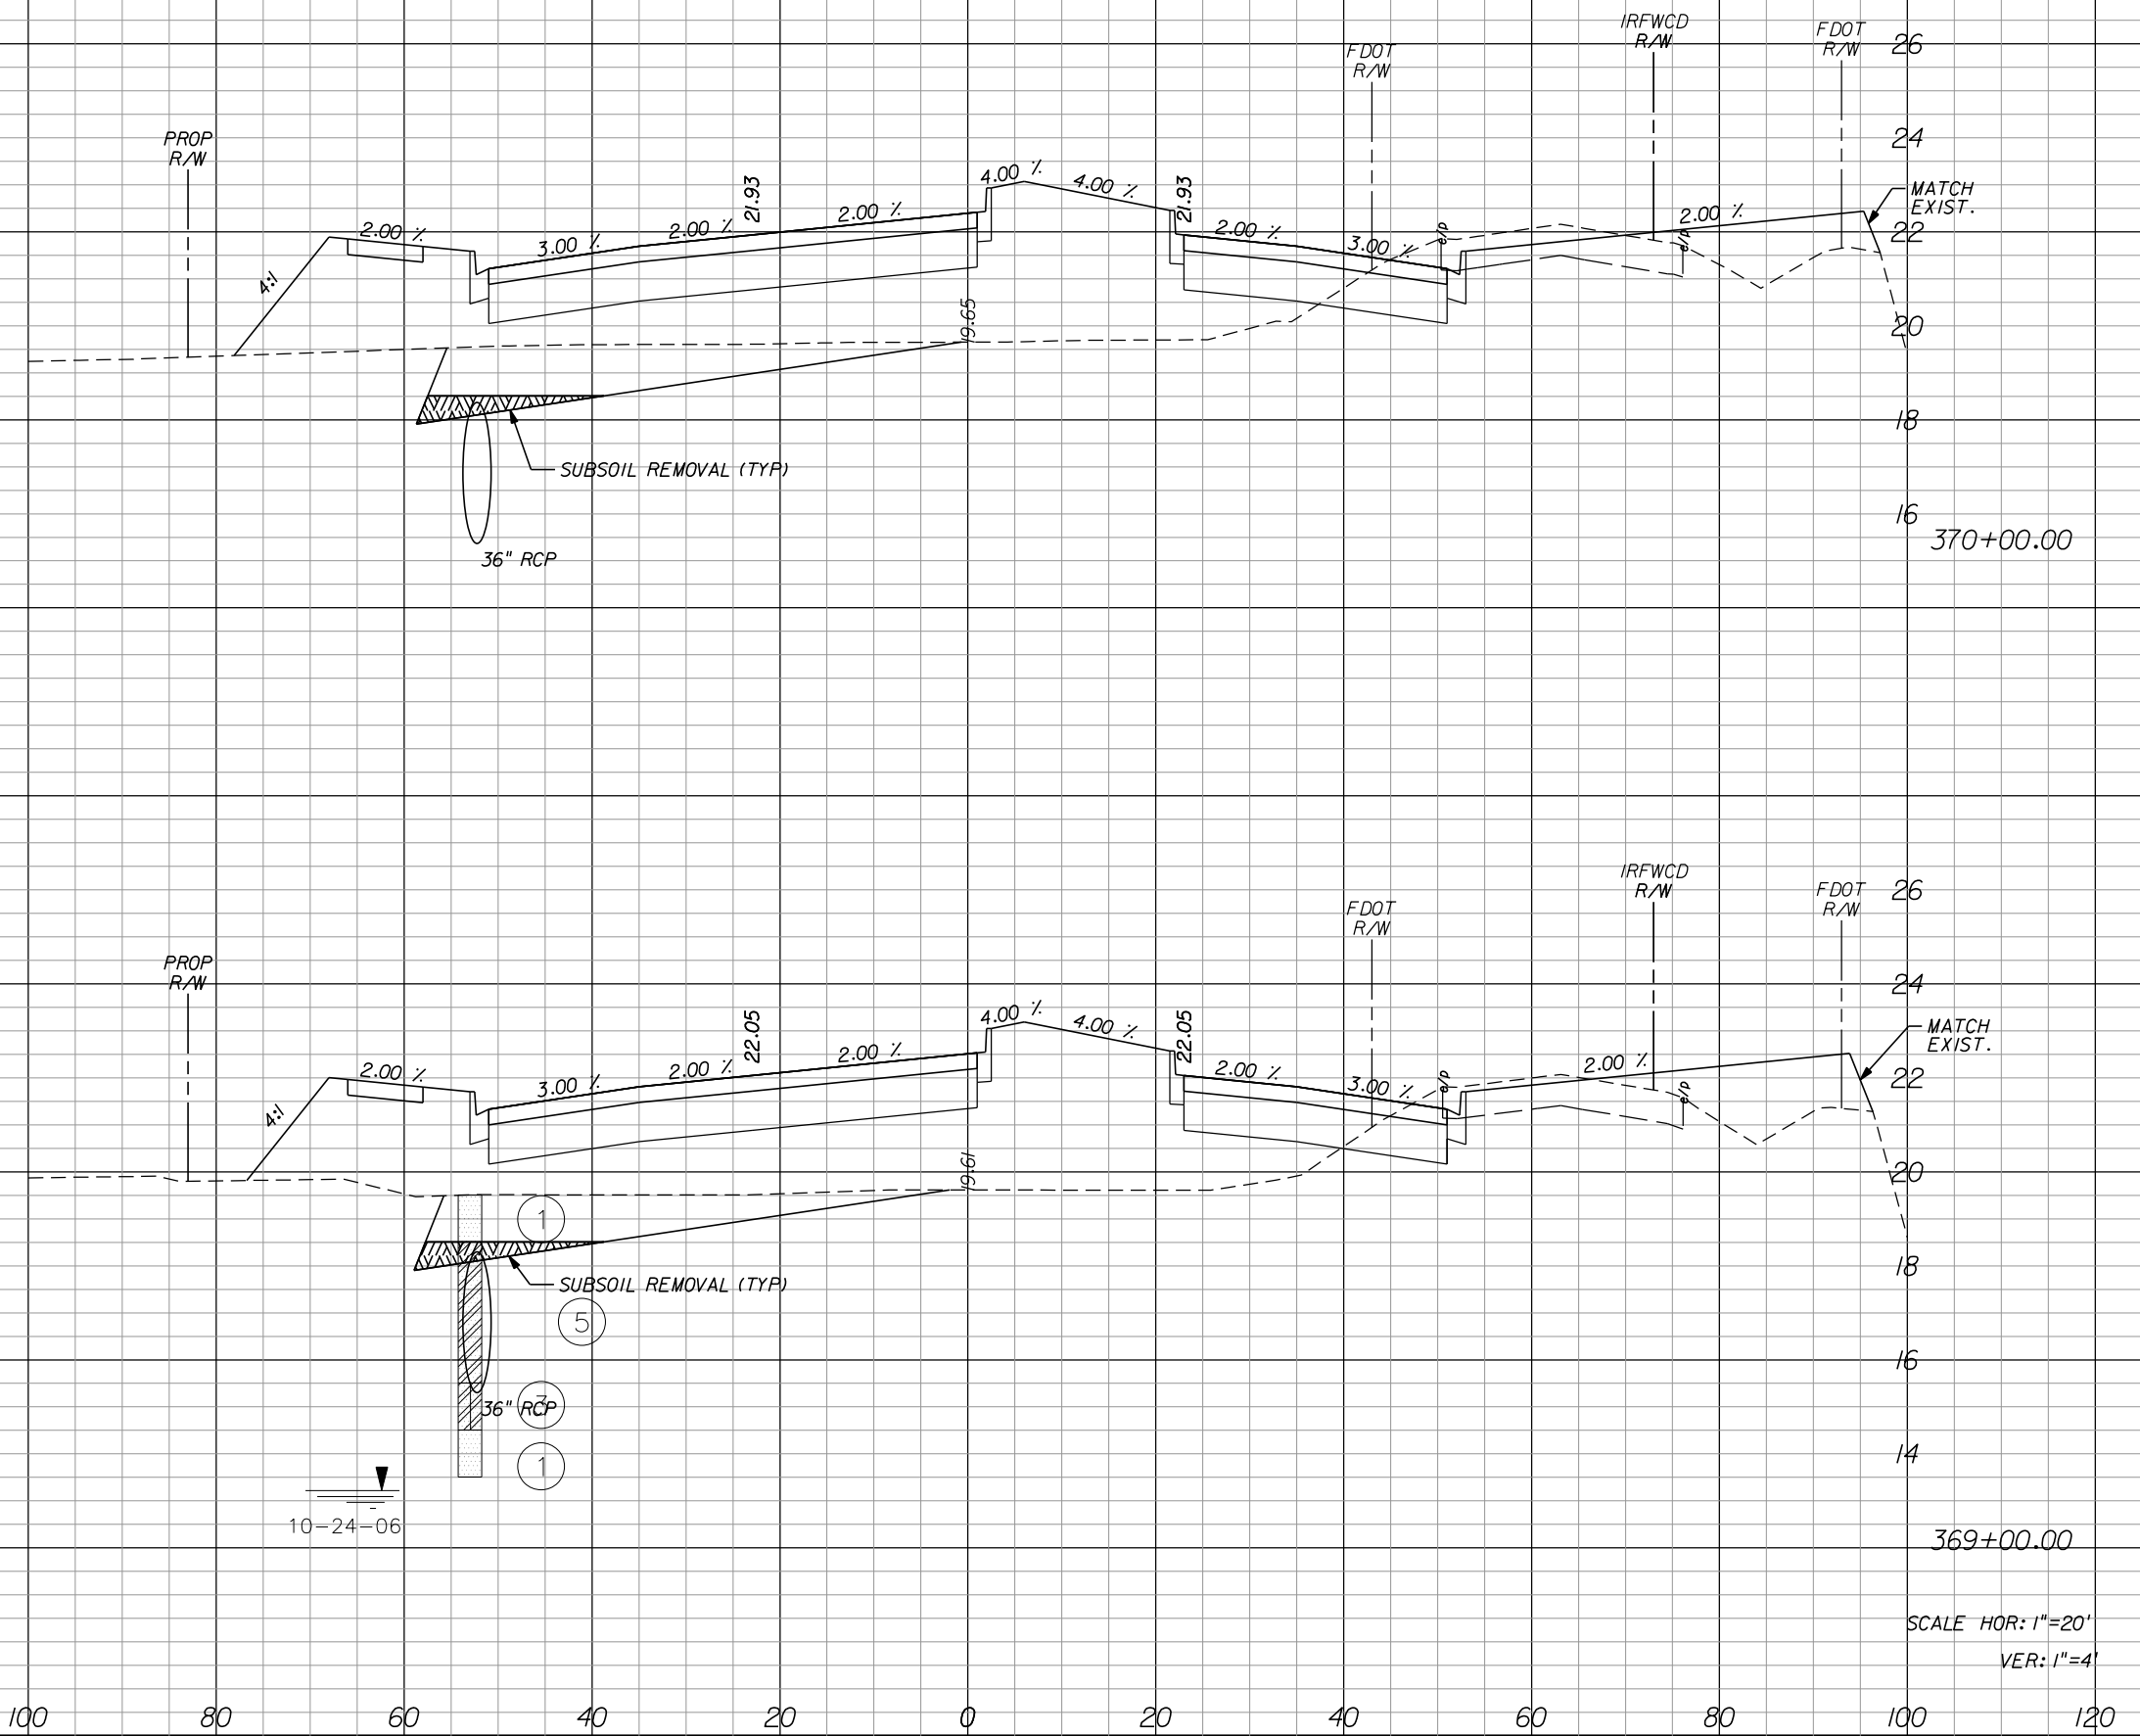 IRFWCD
R/W
FDOT
R/W
26
FDOT
R/W
PROP
R/W
24
4.00 %
4.00 %
21.93
21.93
MATCH
EXIST.
2.00 %
3.00 %
2.00 %
2.00 %
2.00 %
3.00 %
e/p
2.00 %
e/p
22
4:1
19.65
20
18
SUBSOIL REMOVAL (TYP)
16
370+00.00
36" RCP
IRFWCD
R/W
FDOT
R/W
26
FDOT
R/W
PROP
R/W
24
4.00 %
4.00 %
22.05
22.05
MATCH
EXIST.
2.00 %
3.00 %
2.00 %
2.00 %
2.00 %
3.00 %
e/p
2.00 %
e/p
22
4:1
19.61
20
1
18
SUBSOIL REMOVAL (TYP)
5
16
36" RCP
3
14
1
10-24-06
369+00.00
SCALE HOR: 1"=20'
VER: 1"=4'
100 80 60 40 20 0 20 40 60 80 100 120